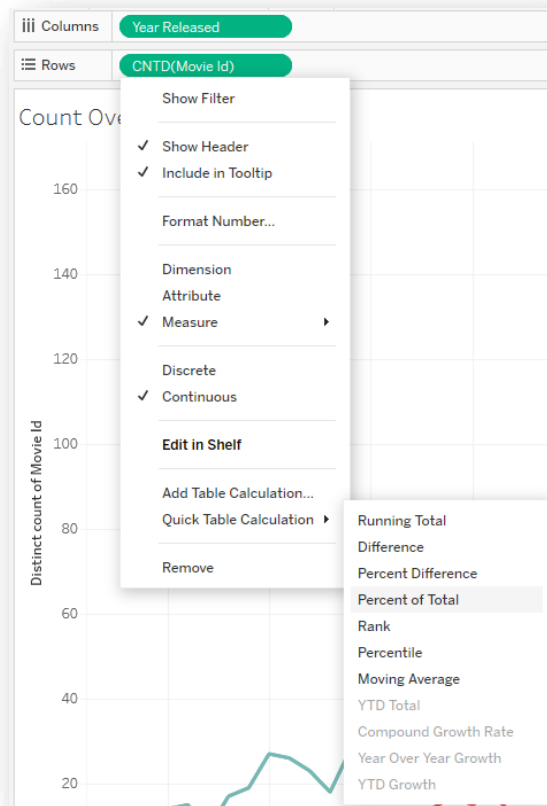 Columns
Year Released
Rows
CNTD(Movie Id)
Count Ov
Show Filter
Show Header
Include in Tooltip
Format Number...
Dimension
Attribute
Measure
Discrete
Continuous
Edit in Shelf
Add Table Calculation...
Quick Table Calculation
Remove
Running Total
Difference
Percent Difference
Percent of Total
Rank
Percentile
Moving Average
YTD Total
Compound Growth Rate
Year Over Year Growth
YTD Growth
Distinct count of Movie Id
160
140
120
100
80
60
40
20